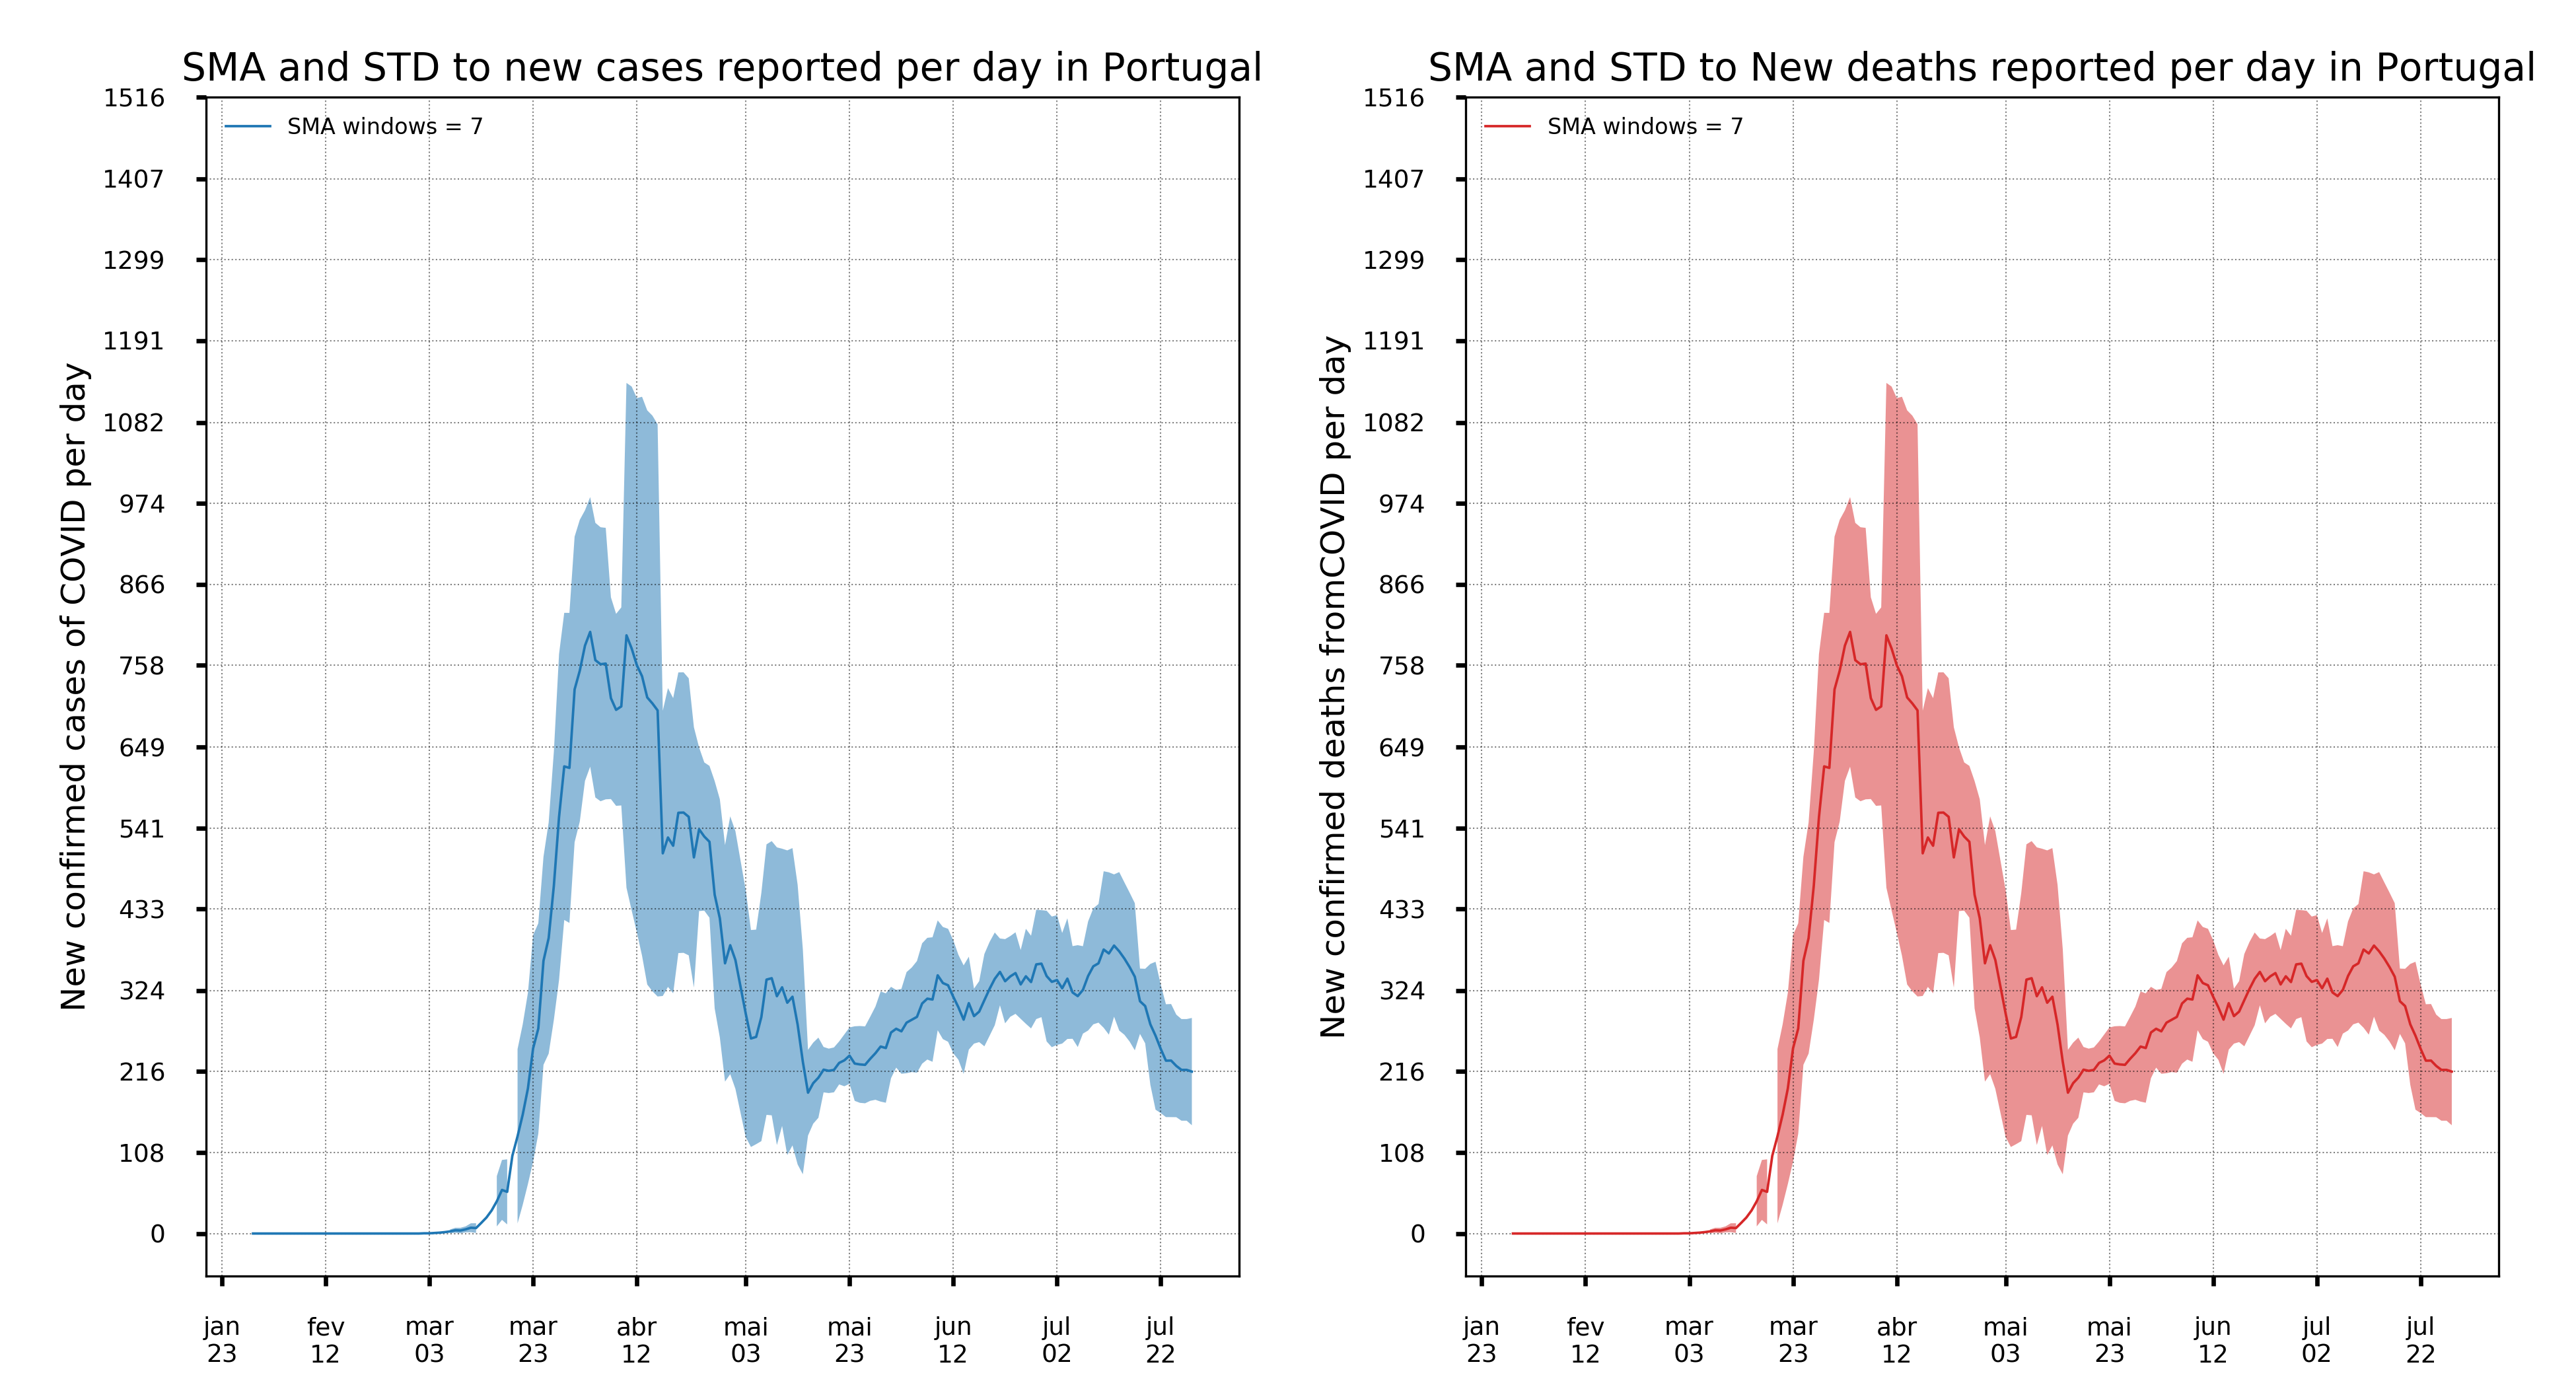 SMA and STD to new cases reported per day in Portugal
New confirmed cases of COVID per day
1516
1407
1299
1191
1082
974
866
758
649
541
433
324
216
108
0
SMA windows = 7
jan 23
fev 12
mar 03
mar 23
abr 12
mai 03
mai 23
jun 12
jul 02
jul 22
SMA and STD to New deaths reported per day in Portugal
New confirmed deaths fromCOVID per day
1516
1407
1299
1191
1082
974
866
758
649
541
433
324
216
108
0
SMA windows = 7
jan 23
fev 12
mar 03
mar 23
abr 12
mai 03
mai 23
jun 12
jul 02
jul 22